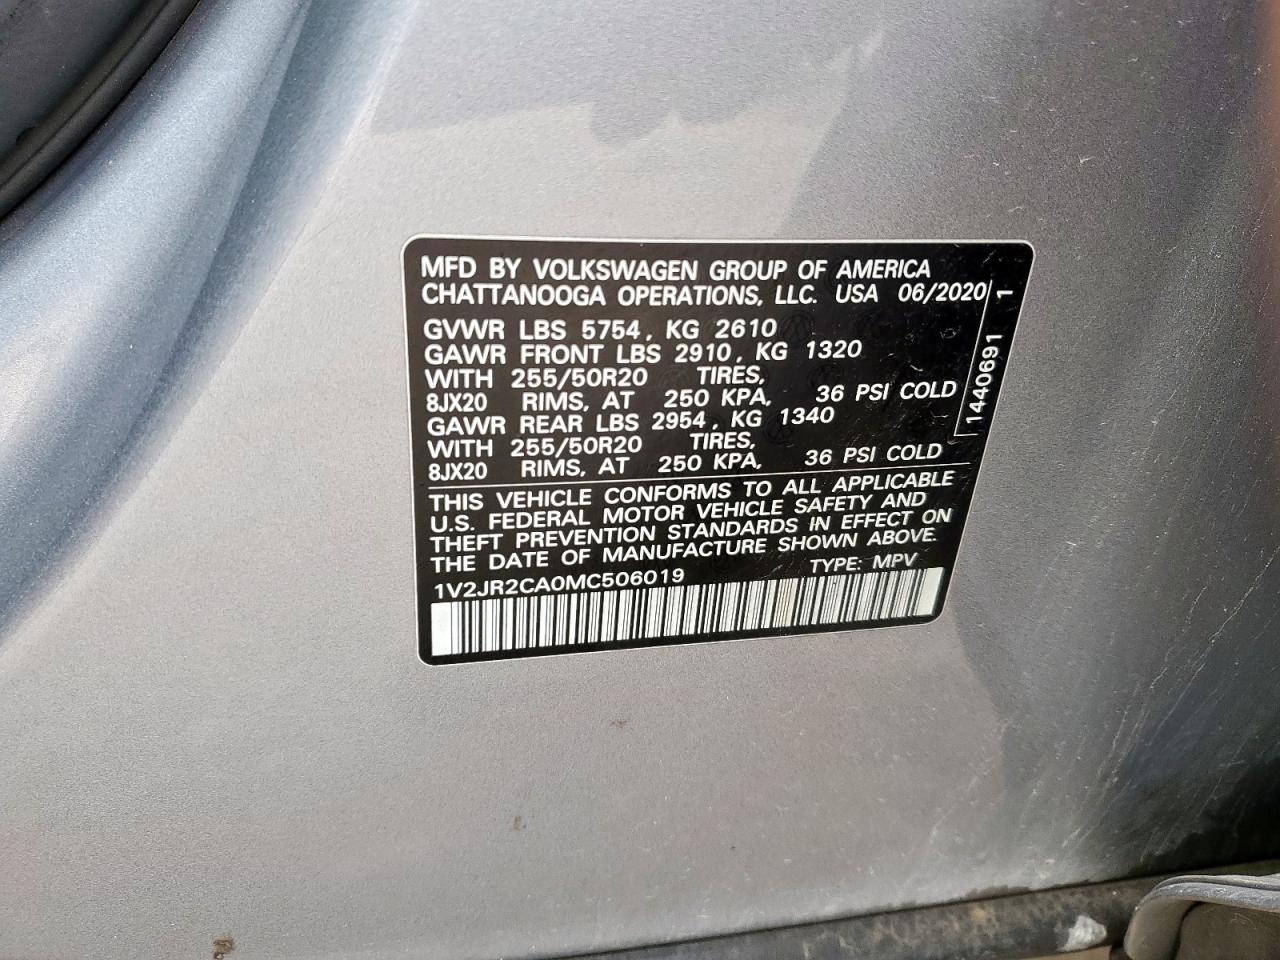 MFD BY VOLKSWAGEN GROUP OF AMERICA
CHATTANOOGA OPERATIONS, LLC. USA 06/2020
GVWR LBS 5754, KG 2610
GAWR FRONT LBS 2910, KG 1320
WITH 255/50R20 TIRES,
8JX20 RIMS, AT 250 KPA, 36 PSI COLD
GAWR REAR LBS 2954, KG 1340
WITH 255/50R20 TIRES,
8JX20 RIMS, AT 250 KPA, 36 PSI COLD
1440691 1
THIS VEHICLE CONFORMS TO ALL APPLICABLE
U.S. FEDERAL MOTOR VEHICLE SAFETY AND
THEFT PREVENTION STANDARDS IN EFFECT ON
THE DATE OF MANUFACTURE SHOWN ABOVE.
1V2JR2CA0MC506019 TYPE: MPV